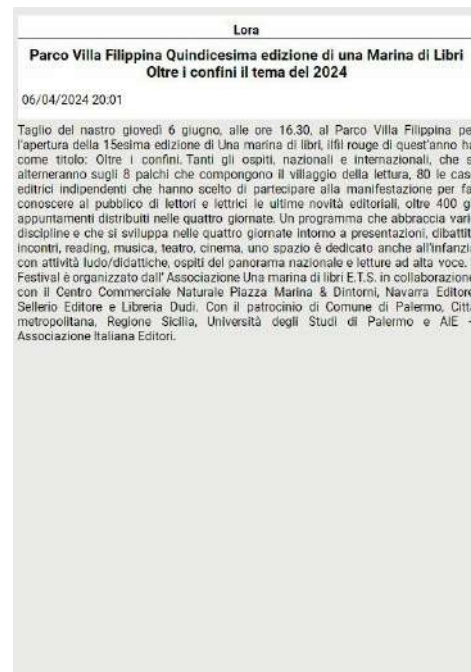 Lora
Parco Villa Filippina Quindicesima edizione di una Marina di Libri
Oltre i confini il tema del 2024
06/04/2024 20:01
Taglio del nastro giovedì 6 giugno, alle ore 16.30, al Parco Villa Filippina pe
l'apertura della 15esima edizione di Una marina di libri, ilfil rouge di quest'anno ha
come titolo: Oltre i confini. Tanti gli ospiti, nazionali e internazionali, che s
alterneranno sugli 8 palchi che compongono il villaggio della lettura, 80 le case
editrici indipendenti che hanno scelto di partecipare alla manifestazione per fa
conoscere al pubblico di lettori e lettrici le ultime novità editoriali, oltre 400 gl
appuntamenti distribuiti nelle quattro giornate. Un programma che abbraccia varie
discipline e che si sviluppa nelle quattro giornate intorno a presentazioni, dibattiti
incontri, reading, musica, teatro, cinema, uno spazio è dedicato anche all'infanzia
con attività ludo/didattiche, ospiti del panorama nazionale e letture ad alta voce.
Festival è organizzato dall' Associazione Una marina di libri E.T.S. in collaborazione
con il Centro Commerciale Naturale Piazza Marina & Dintorni, Navarra Editore
Sellerio Editore e Libreria Dudi. Con il patrocinio di Comune di Palermo, Città
metropolitana, Regione Sicilia, Università degli Studi di Palermo e AIE -
Associazione Italiana Editori.